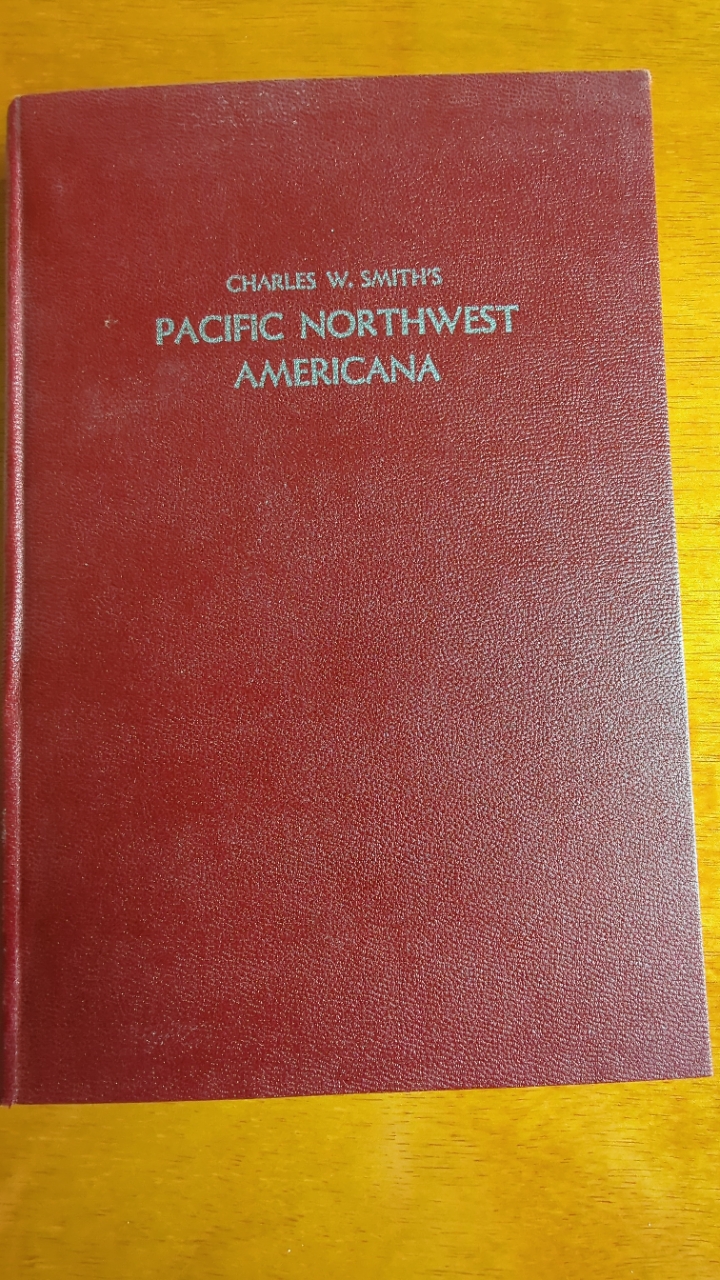 CHARLES W. SMITH'S
PACIFIC NORTHWEST
AMERICANA